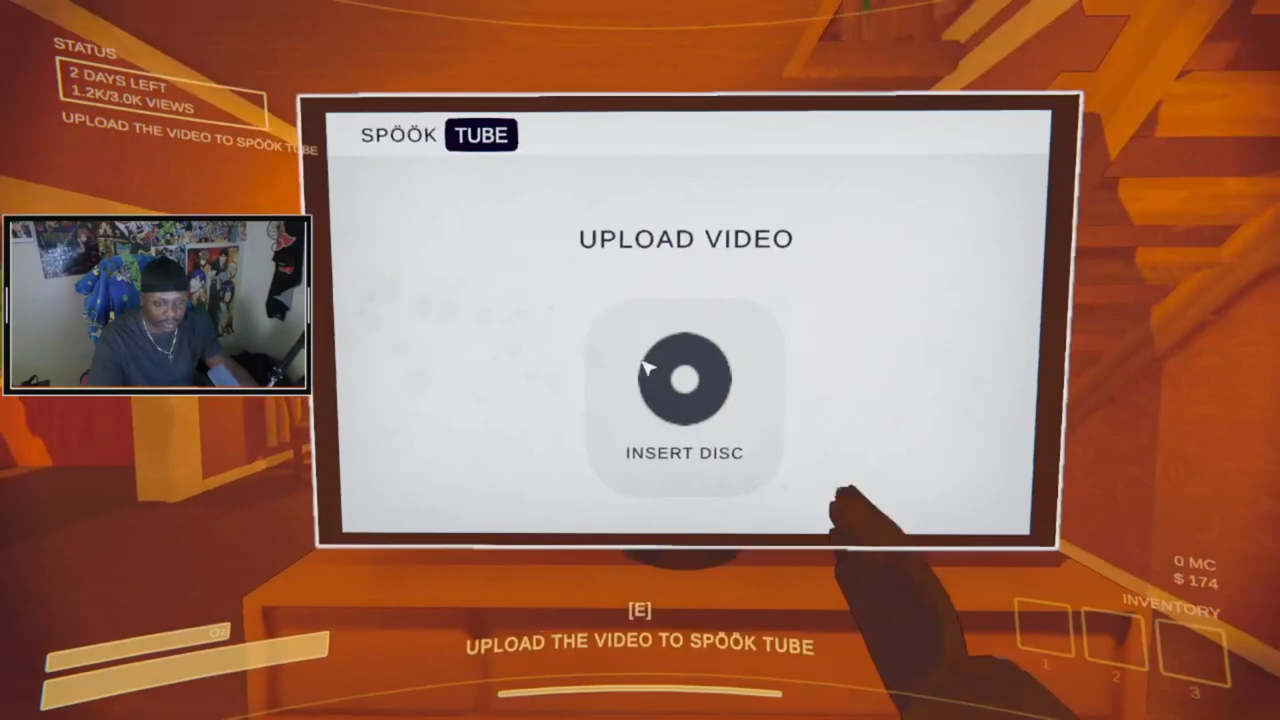 STATUS
2 DAYS LEFT
1.2K/3.0K VIEWS
UPLOAD THE VIDEO TO SPÖÖK TUBE
SPÖÖK TUBE
UPLOAD VIDEO
INSERT DISC
[E]
UPLOAD THE VIDEO TO SPÖÖK TUBE
0 MC
$ 174
INVENTORY
1
2
3
O₂